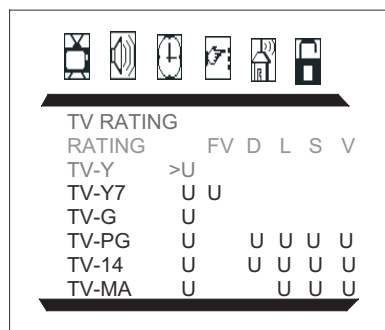 TV RATING
RATING FV D L S V
TV-Y >U
TV-Y7 U U
TV-G U
TV-PG U U U U U
TV-14 U U U U U
TV-MA U U U U